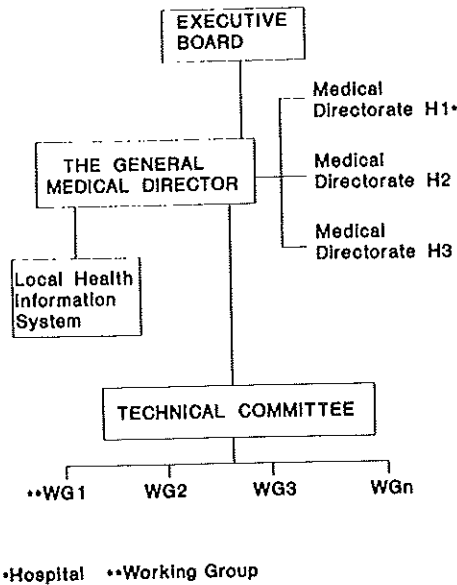 EXECUTIVE
BOARD
Medical
Directorate H1•
THE GENERAL
MEDICAL DIRECTOR
Medical
Directorate H2
Medical
Directorate H3
Local Health
Information
System
TECHNICAL COMMITTEE
••WG1 WG2 WG3 WGn
•Hospital ••Working Group